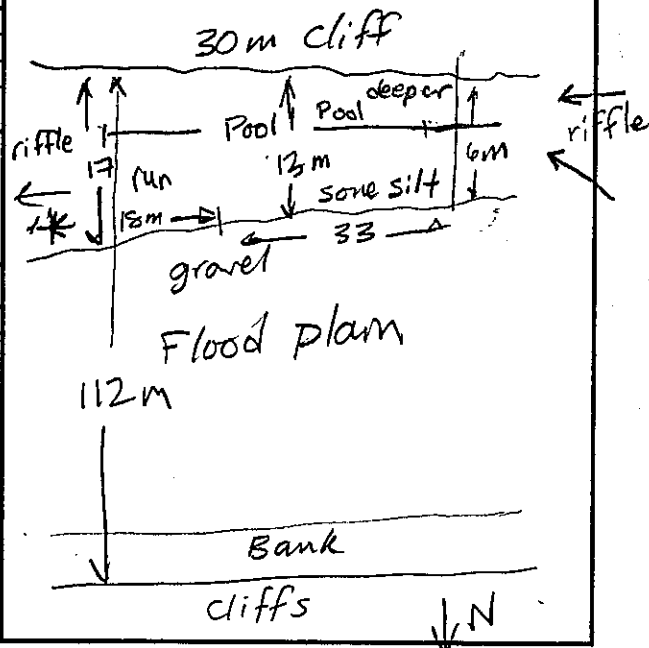 30m cliff
deeper
Pool Pool
riffle riffle
17 run 13m 6m
some silt
18m 33
gravel
Flood plain
112m
Bank
cliffs
N